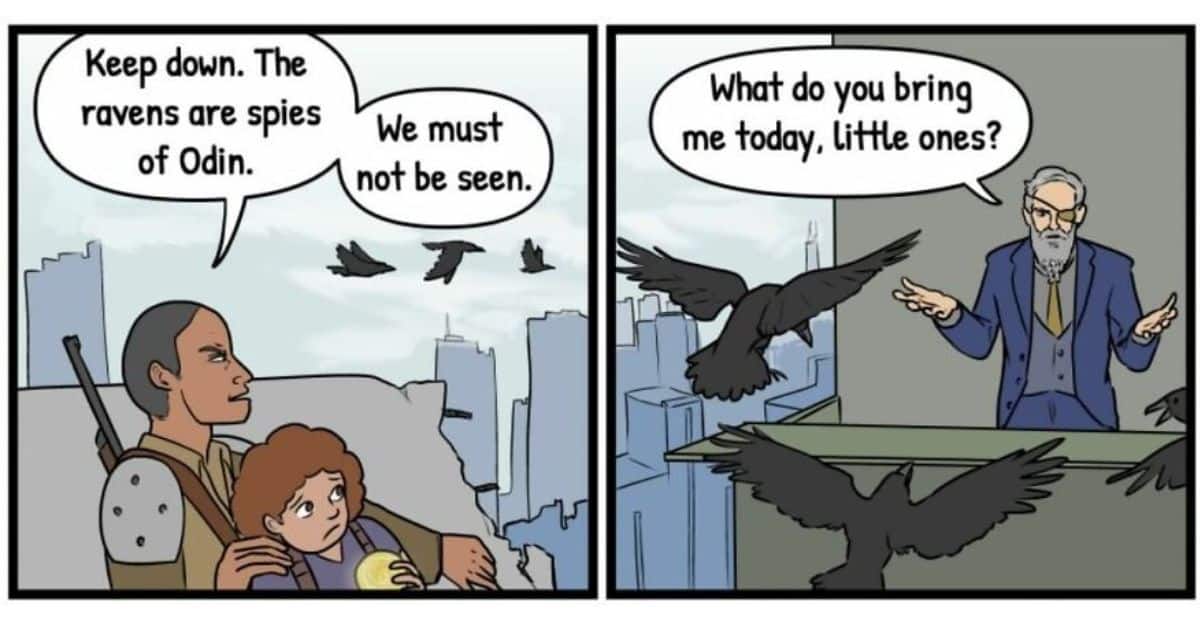 Keep down. The
ravens are spies
of Odin.
We must
not be seen.
What do you bring
me today, little ones?